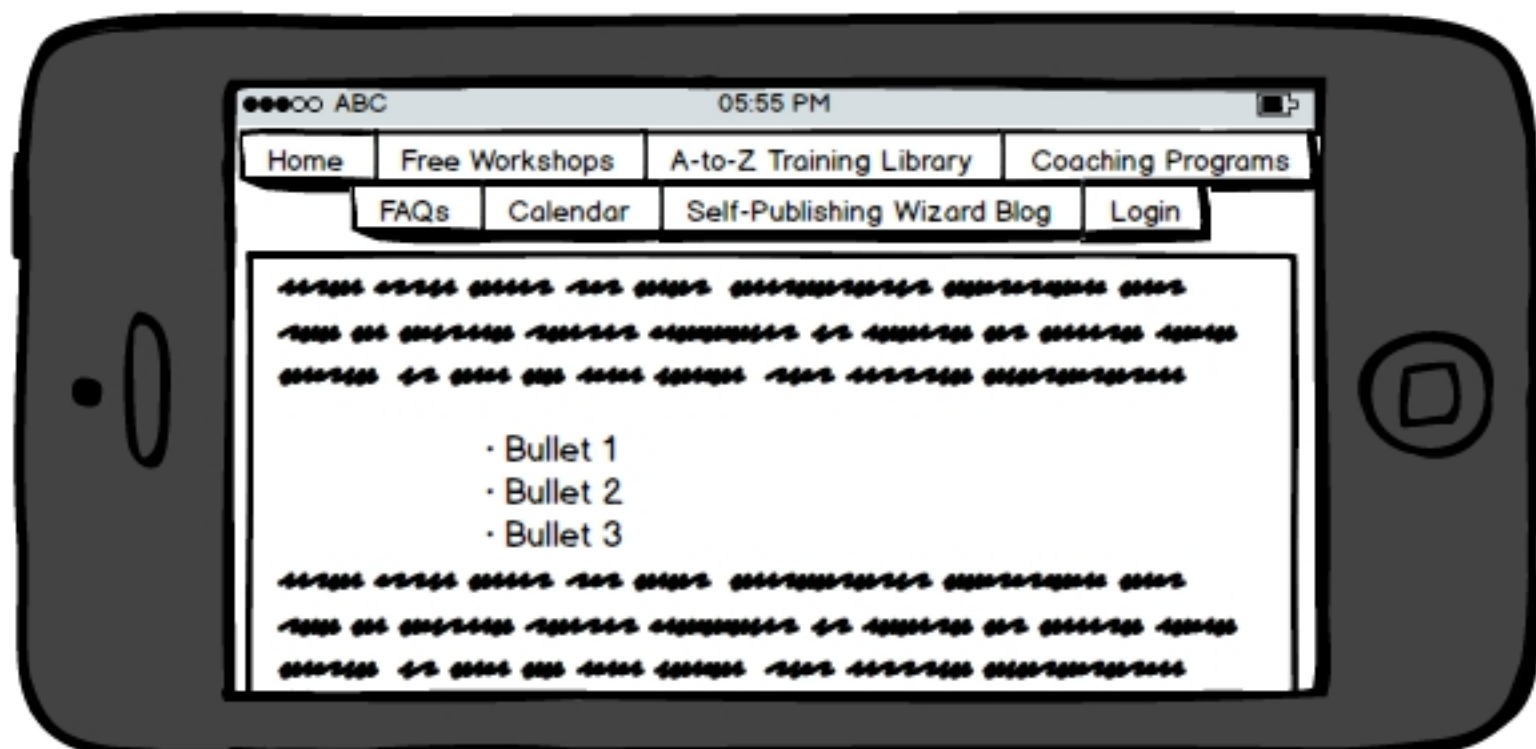 ABC 05:55 PM
Home Free Workshops A-to-Z Training Library Coaching Programs
FAQs Calendar Self-Publishing Wizard Blog Login
· Bullet 1
· Bullet 2
· Bullet 3